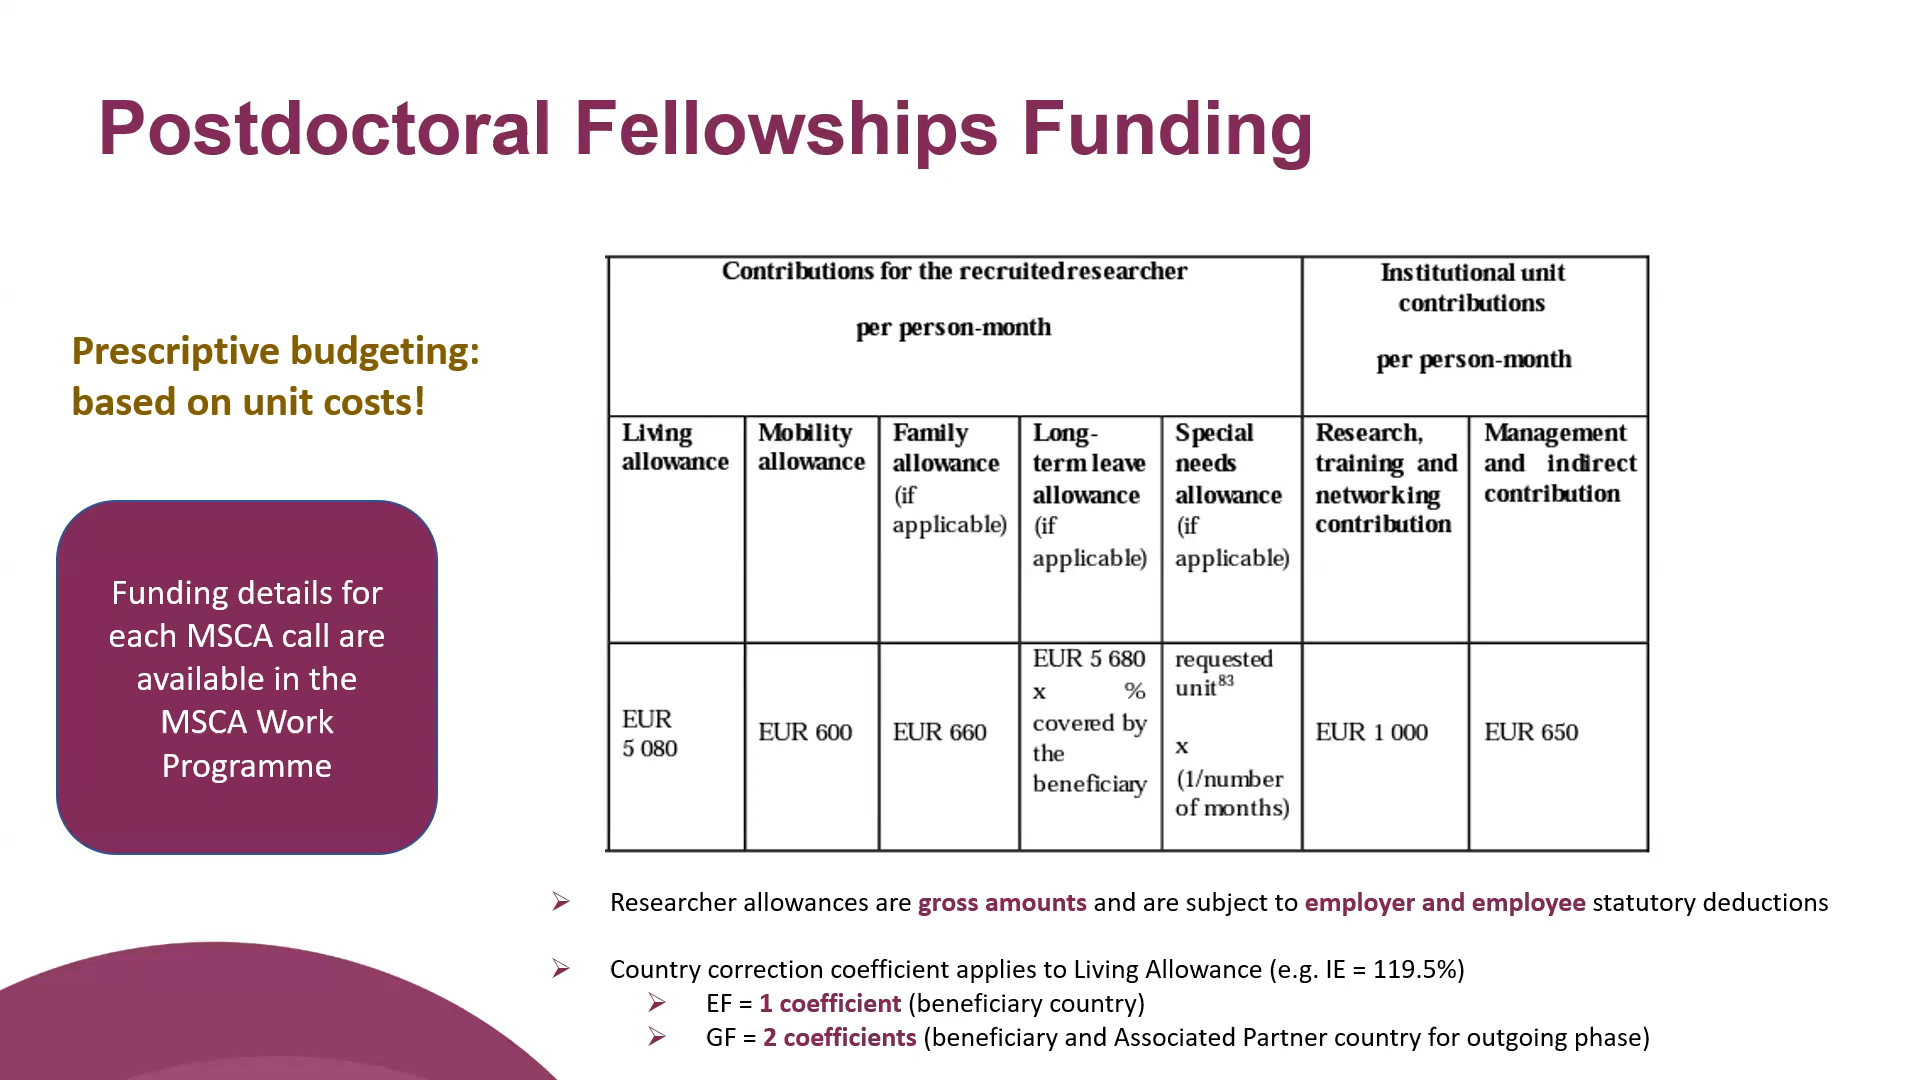 Postdoctoral Fellowships Funding
Prescriptive budgeting:
based on unit costs!
Funding details for
each MSCA call are
available in the
MSCA Work
Programme
Contributions for the recruited researcher
per person-month
Institutional unit
contributions
per person-month
Living
allowance
Mobility
allowance
Family
allowance
(if
applicable)
Long-
term leave
allowance
(if
applicable)
Special
needs
allowance
(if
applicable)
Research,
training and
networking
contribution
Management
and indirect
contribution
EUR
5 080
EUR 600
EUR 660
EUR 5 680
x %
covered by
the
beneficiary
requested
unit83
x
(1/number
of months)
EUR 1 000
EUR 650
Researcher allowances are gross amounts and are subject to employer and employee statutory deductions
Country correction coefficient applies to Living Allowance (e.g. IE = 119.5%)
EF = 1 coefficient (beneficiary country)
GF = 2 coefficients (beneficiary and Associated Partner country for outgoing phase)